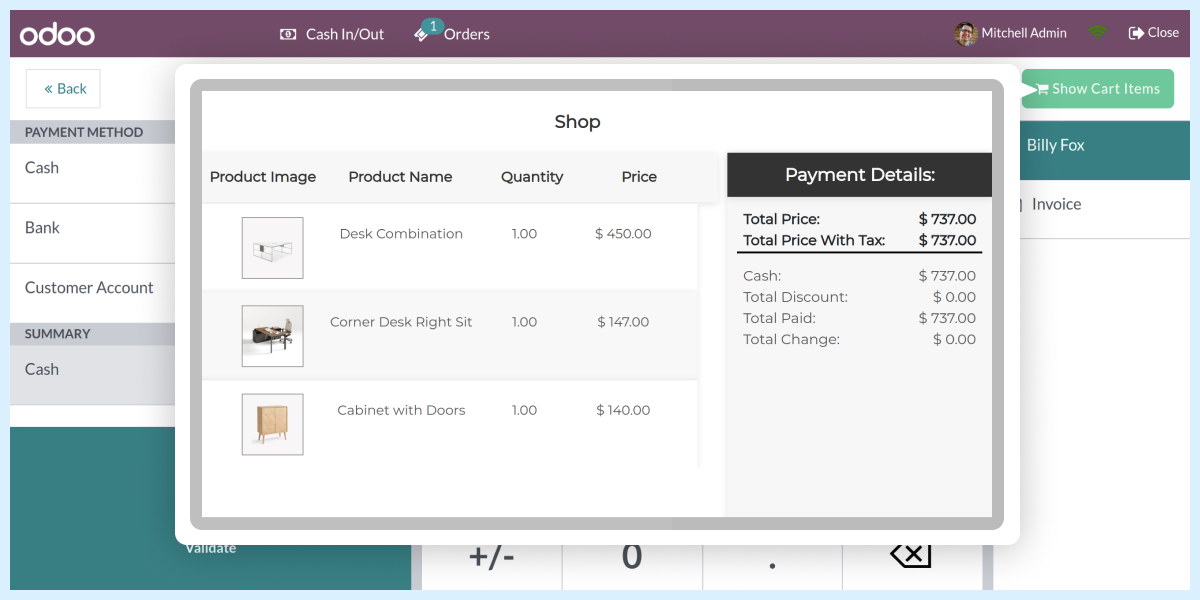 odoo
Cash In/Out
1
Orders
Mitchell Admin
Close
« Back
Show Cart Items
PAYMENT METHOD
Cash
Bank
Customer Account
SUMMARY
Cash
Shop
Product Image Product Name Quantity Price
Desk Combination 1.00 $ 450.00
Corner Desk Right Sit 1.00 $ 147.00
Cabinet with Doors 1.00 $ 140.00
Payment Details:
Total Price: $ 737.00
Total Price With Tax: $ 737.00
Cash: $ 737.00
Total Discount: $ 0.00
Total Paid: $ 737.00
Total Change: $ 0.00
Billy Fox
Invoice
Validate
+/- 0 .